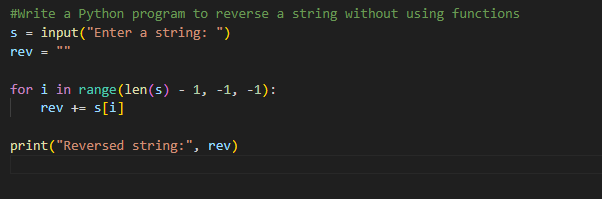 #Write a Python program to reverse a string without using functions
s = input("Enter a string: ")
rev = ""
for i in range(len(s) - 1, -1, -1):
    rev += s[i]
print("Reversed string:", rev)